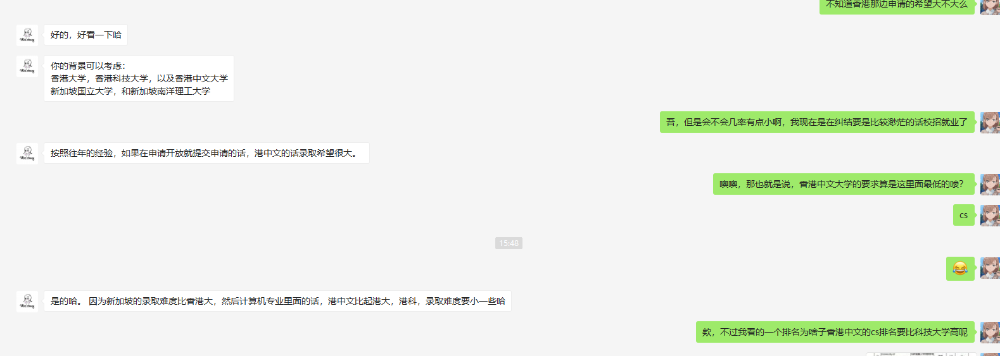 不知道香港那边申请的希望大不大么
好的，好看一下哈
你的背景可以考虑：
香港大学，香港科技大学，以及香港中文大学
新加坡国立大学，和新加坡南洋理工大学
吾，但是会不会几率有点小啊，我现在是在纠结要是比较渺茫的话校招就业了
按照往年的经验，如果在申请开放就提交申请的话，港中文的话录取希望很大。
噢噢，那也就是说，香港中文大学的要求算是这里面最低的喽？
cs
15:48
是的哈。 因为新加坡的录取难度比香港大，然后计算机专业里面的话，港中文比起港大，港科，录取难度要小一些哈
欸，不过我看的一个排名为啥子香港中文的cs排名要比科技大学高呢